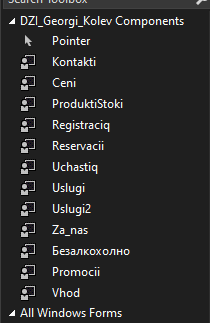 Search Toolbox
DZI_Georgi_Kolev Components
Pointer
Kontakti
Ceni
ProduktiStoki
Registraciq
Reservacii
Uchastiq
Uslugi
Uslugi2
Za_nas
Безалкохолно
Promocii
Vhod
All Windows Forms